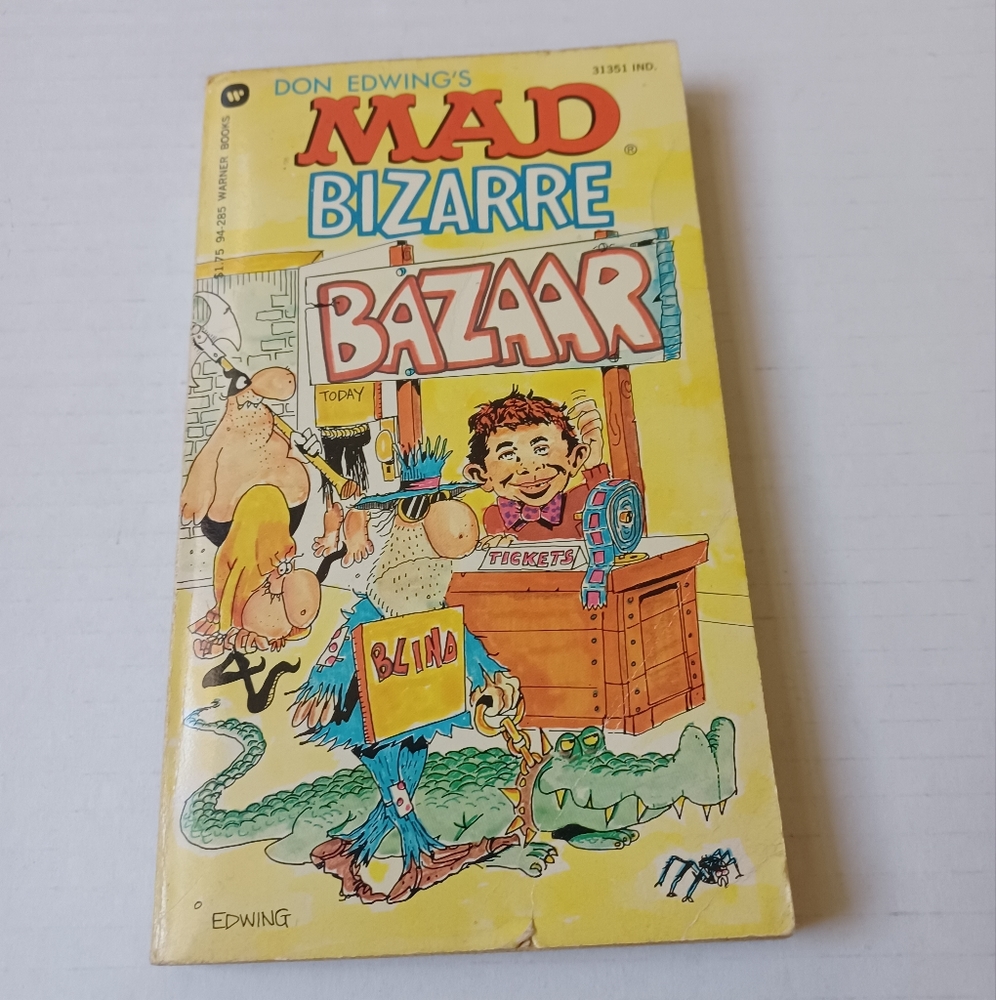 DON EDWING'S
31351 IND.
MAD®
BIZARRE
BAZAAR
$1.75 94-285 WARNER BOOKS
TODAY
TICKETS
BLIND
EDWING